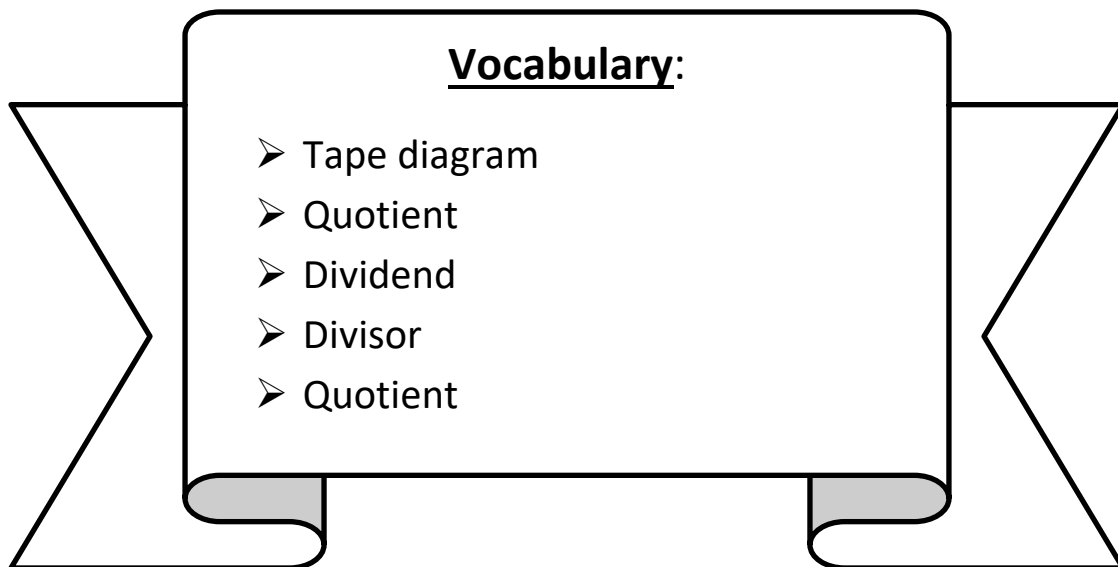 Vocabulary:
➢ Tape diagram
➢ Quotient
➢ Dividend
➢ Divisor
➢ Quotient